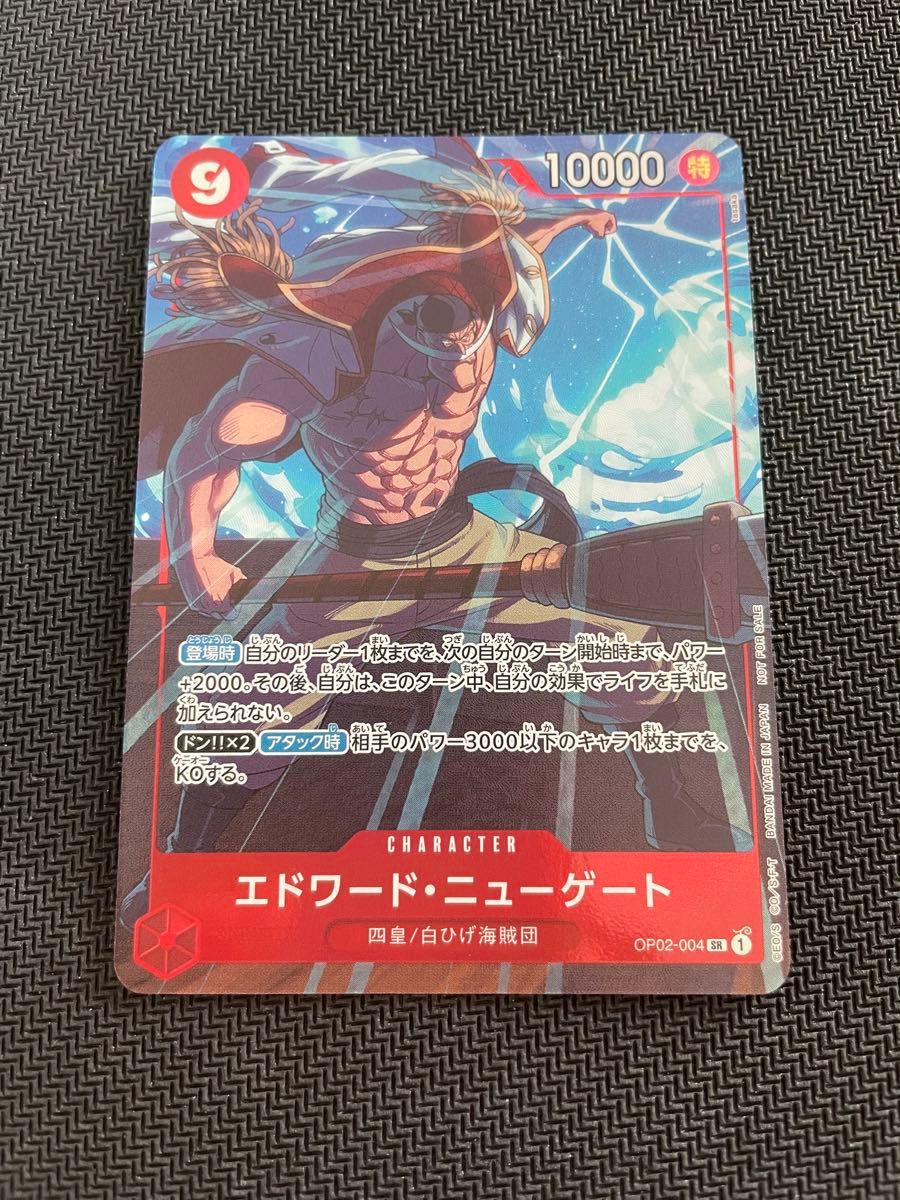 9
10000 特
tasaka
登場時 自分のリーダー1枚までを、次の自分のターン開始時まで、パワー
+2000。その後、自分は、このターン中、自分の効果でライフを手札に
加えられない。
ドン!!×2 アタック時 相手のパワー3000以下のキャラ1枚までを、
KOする。
CHARACTER
エドワード・ニューゲート
四皇/白ひげ海賊団
OP02-004 SR 1
©EO/S ©O/S・F・T BANDAI MADE IN JAPAN NOT FOR SALE